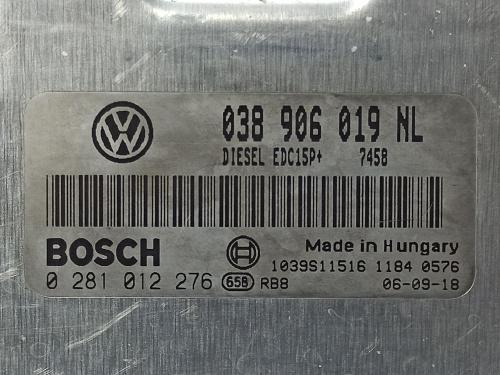 038 906 019 NL
DIESEL EDC15P+ 7458
BOSCH
Made in Hungary
1039S11516 1184 0576
0 281 012 276 658 RB8 06-09-18